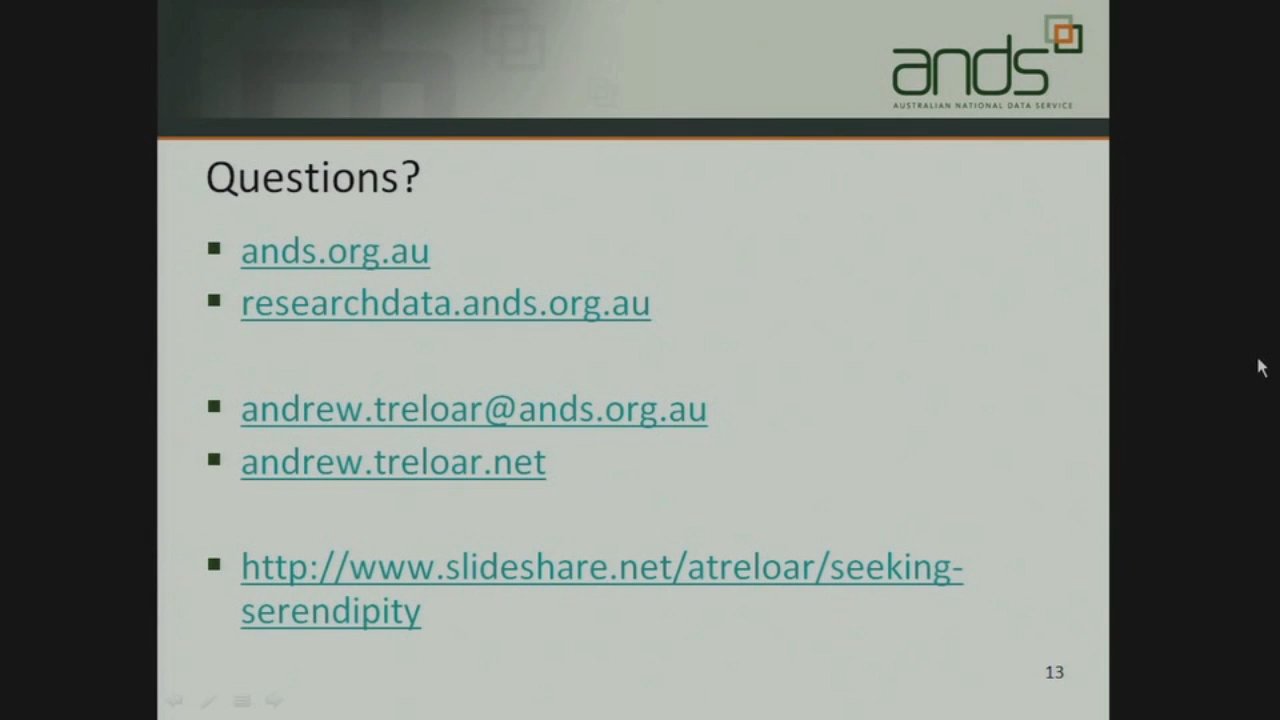 ands
AUSTRALIAN NATIONAL DATA SERVICE
Questions?
ands.org.au
researchdata.ands.org.au
andrew.treloar@ands.org.au
andrew.treloar.net
http://www.slideshare.net/atreloar/seeking-
serendipity
13